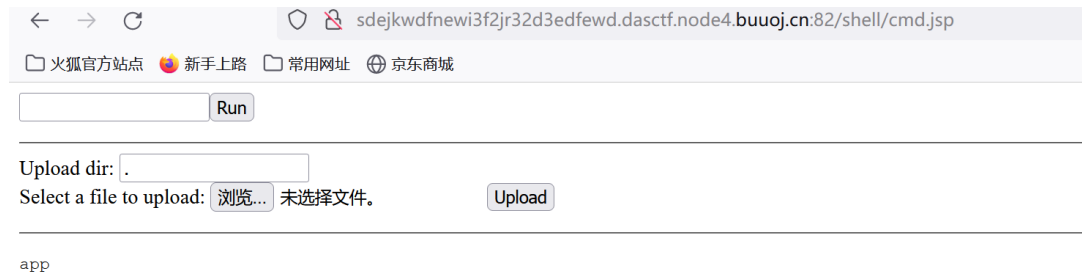 sdejkwdfnewi3f2jr32d3edfewd.dasctf.node4.buuoj.cn:82/shell/cmd.jsp
火狐官方站点 新手上路 常用网址 京东商城
Run
Upload dir: .
Select a file to upload: 浏览... 未选择文件。 Upload
app